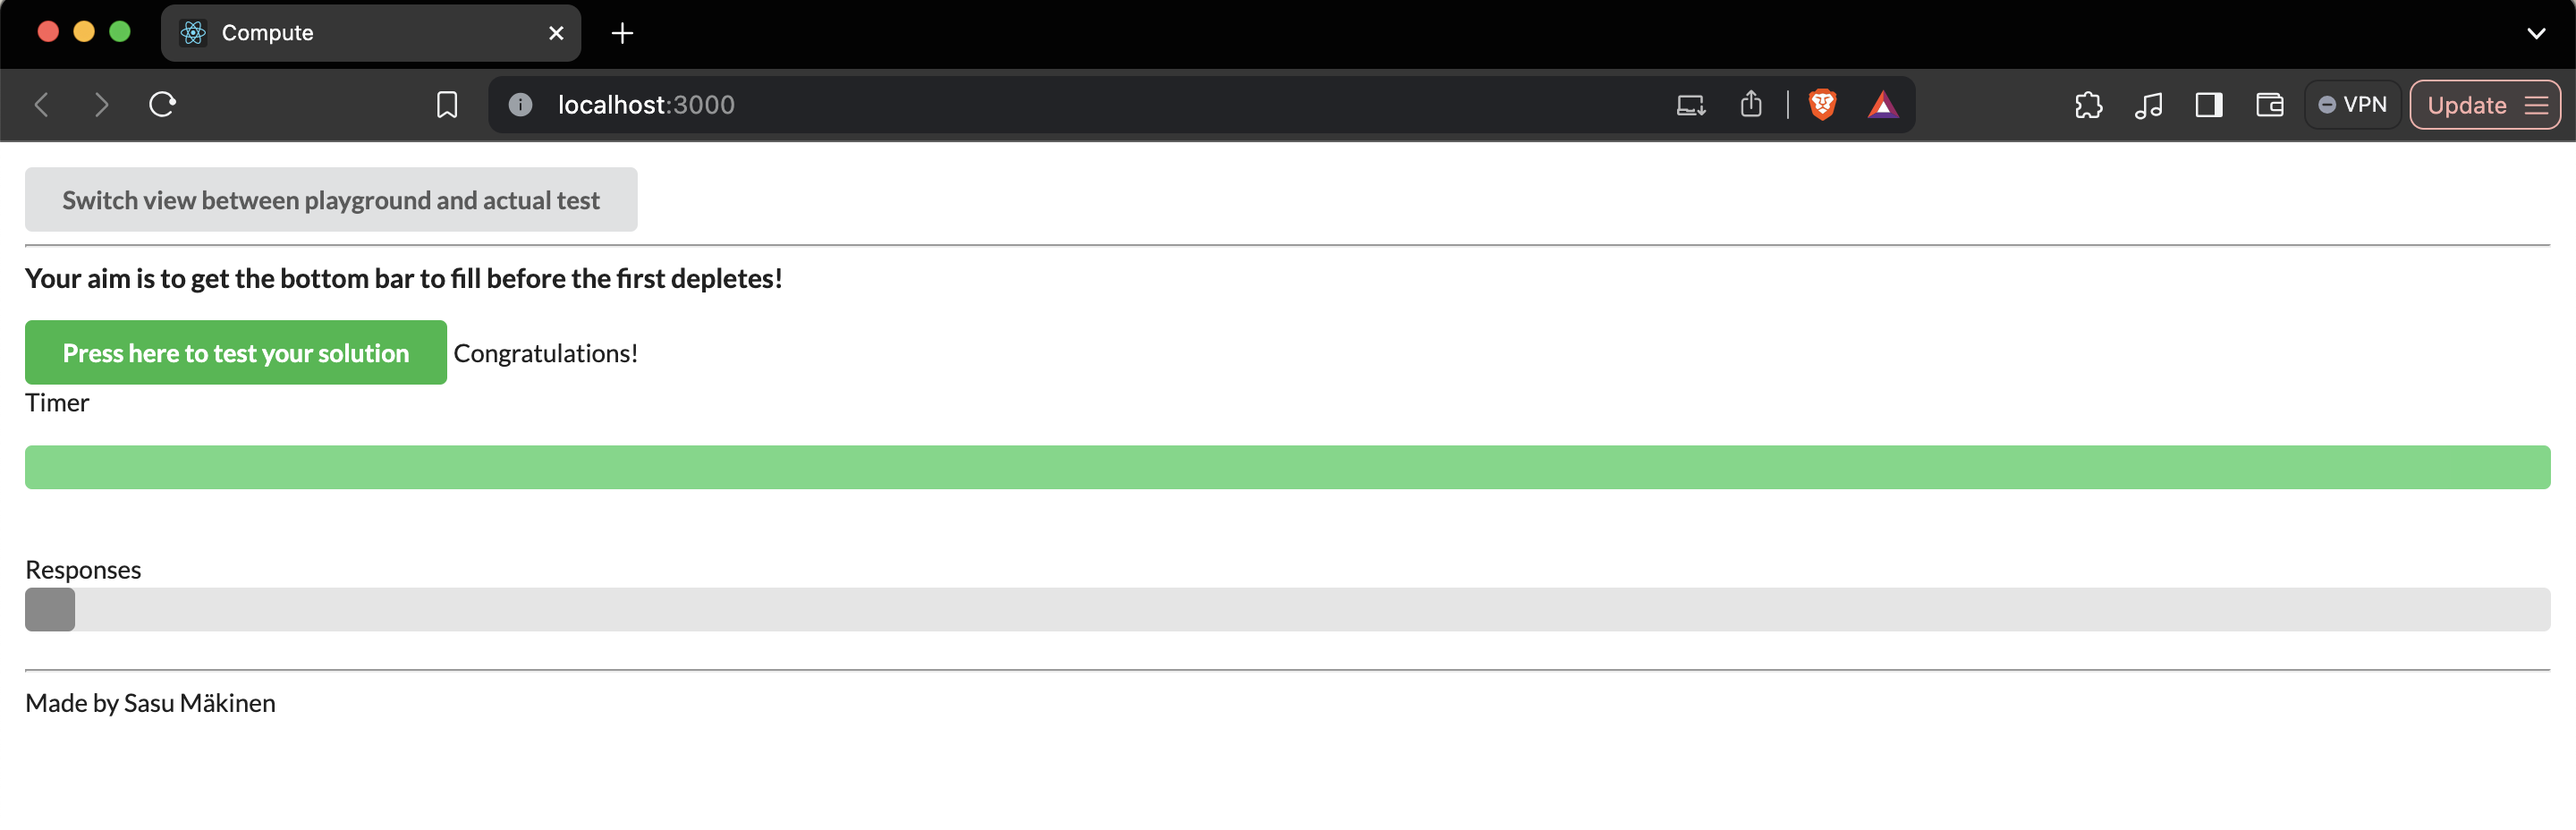 Compute
localhost:3000
VPN
Update
Switch view between playground and actual test
Your aim is to get the bottom bar to fill before the first depletes!
Press here to test your solution Congratulations!
Timer
Responses
Made by Sasu Mäkinen